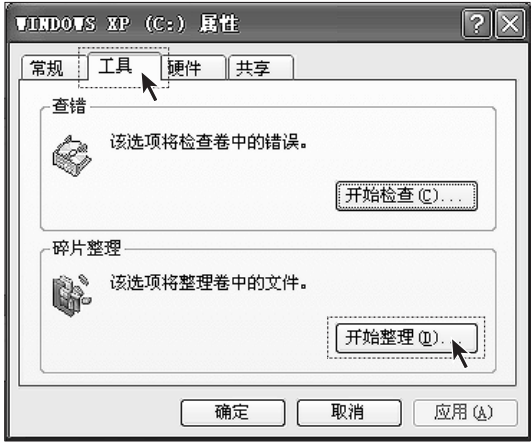 WINDOWS XP (C:) 属性
常规 工具 硬件 共享
查错
该选项将检查卷中的错误。
开始检查(C)...
碎片整理
该选项将整理卷中的文件。
开始整理(D)...
确定 取消 应用(A)